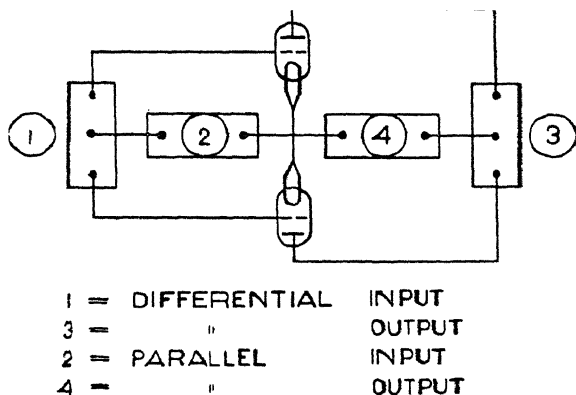 1 2 4 3
1 = DIFFERENTIAL INPUT
3 = " OUTPUT
2 = PARALLEL INPUT
4 = " OUTPUT